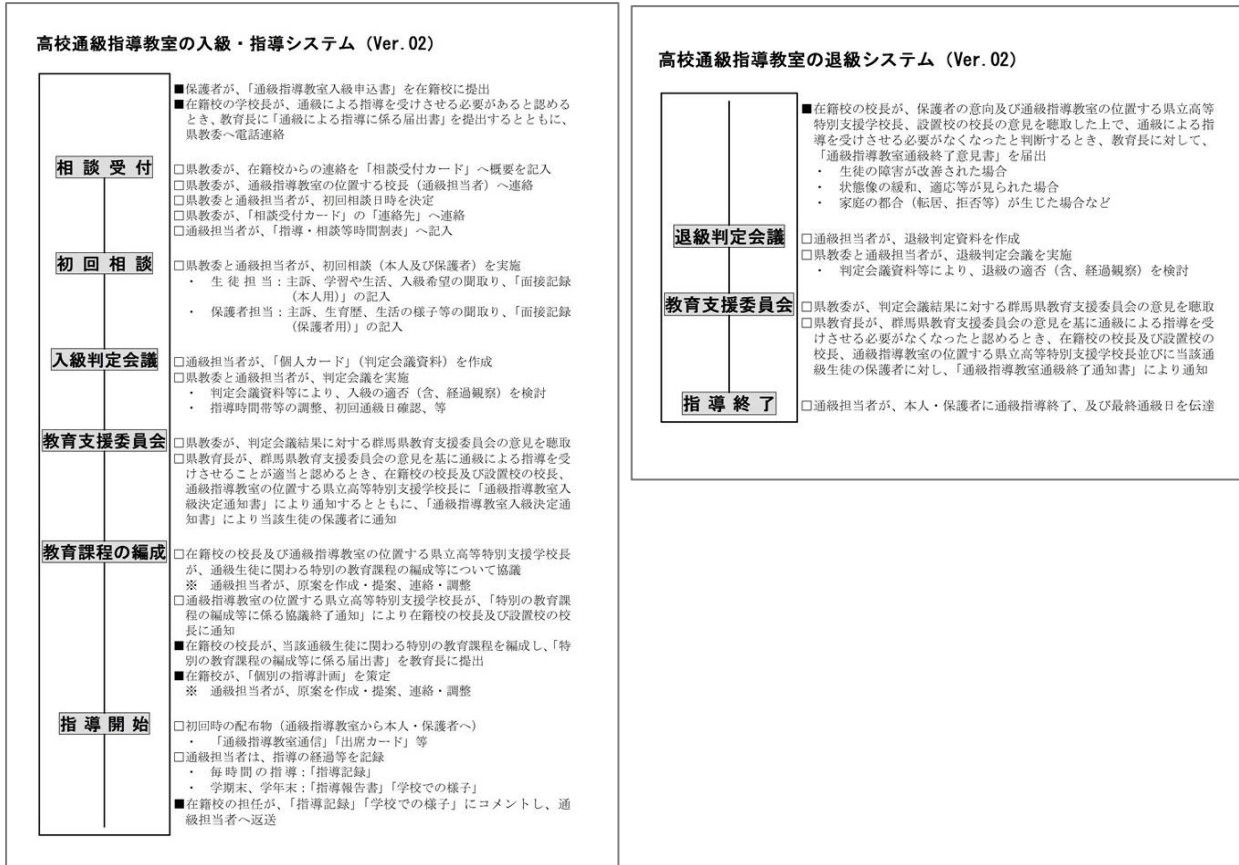 高校通級指導教室の入級・指導システム（Ver.02）
■保護者が、「通級指導教室入級申込書」を在籍校に提出
■在籍校の学校長が、通級による指導を受けさせる必要があると認める
とき、教育長に「通級による指導に係る届出書」を提出するとともに、
県教委へ電話連絡
相談受付
□県教委が、在籍校からの連絡を「相談受付カード」へ概要を記入
□県教委が、通級指導教室の位置する校長（通級担当者）へ連絡
□県教委と通級担当者が、初回相談日時を決定
□県教委が、「相談受付カード」の「連絡先」へ連絡
□通級担当者が、「指導・相談等時間割表」へ記入
初回相談
□県教委と通級担当者が、初回相談（本人及び保護者）を実施
・ 生徒担当：主訴、学習や生活、入級希望の聞取り、「面接記録
（本人用）」の記入
・ 保護者担当：主訴、生育歴、生活の様子等の聞取り、「面接記録
（保護者用）」の記入
入級判定会議
□通級担当者が、「個人カード」（判定会議資料）を作成
□県教委と通級担当者が、判定会議を実施
・ 判定会議資料等により、入級の適否（含、経過観察）を検討
・ 指導時間帯等の調整、初回通級日確認、等
教育支援委員会
□県教委が、判定会議結果に対する群馬県教育支援委員会の意見を聴取
□県教育長が、群馬県教育支援委員会の意見を基に通級による指導を受
けさせることが適当と認めるとき、在籍校の校長及び設置校の校長、
通級指導教室の位置する県立高等特別支援学校長に「通級指導教室入
級決定通知書」により通知するとともに、「通級指導教室入級決定通
知書」により当該生徒の保護者に通知
教育課程の編成
□在籍校の校長及び通級指導教室の位置する県立高等特別支援学校長
が、通級生徒に関わる特別の教育課程の編成等について協議
※ 通級担当者が、原案を作成・提案、連絡・調整
□通級指導教室の位置する県立高等特別支援学校長が、「特別の教育課
程の編成等に係る協議終了通知」により在籍校の校長及び設置校の校
長に通知
■在籍校の校長が、当該通級生徒に関わる特別の教育課程を編成し、「特
別の教育課程の編成等に係る届出書」を教育長に提出
■在籍校が、「個別の指導計画」を策定
※ 通級担当者が、原案を作成・提案、連絡・調整
指導開始
□初回時の配布物（通級指導教室から本人・保護者へ）
・ 「通級指導教室通信」「出席カード」等
□通級担当者は、指導の経過等を記録
・ 毎時間の指導：「指導記録」
・ 学期末、学年末：「指導報告書」「学校での様子」
■在籍校の担任が、「指導記録」「学校での様子」にコメントし、通
級担当者へ返送
高校通級指導教室の退級システム（Ver.02）
■在籍校の校長が、保護者の意向及び通級指導教室の位置する県立高等
特別支援学校長、設置校の校長の意見を聴取した上で、通級による指
導を受けさせる必要がなくなったと判断するとき、教育長に対して、
「通級指導教室通級終了意見書」を届出
・ 生徒の障害が改善された場合
・ 状態像の緩和、適応等が見られた場合
・ 家庭の都合（転居、拒否等）が生じた場合など
退級判定会議
□通級担当者が、退級判定資料を作成
□県教委と通級担当者が、退級判定会議を実施
・ 判定会議資料等により、退級の適否（含、経過観察）を検討
教育支援委員会
□県教委が、判定会議結果に対する群馬県教育支援委員会の意見を聴取
□県教育長が、群馬県教育支援委員会の意見を基に通級による指導を受
けさせる必要がなくなったと認めるとき、在籍校の校長及び設置校の
校長、通級指導教室の位置する県立高等特別支援学校長並びに当該通
級生徒の保護者に対し、「通級指導教室通級終了通知書」により通知
指導終了
□通級担当者が、本人・保護者に通級指導終了、及び最終通級日を伝達